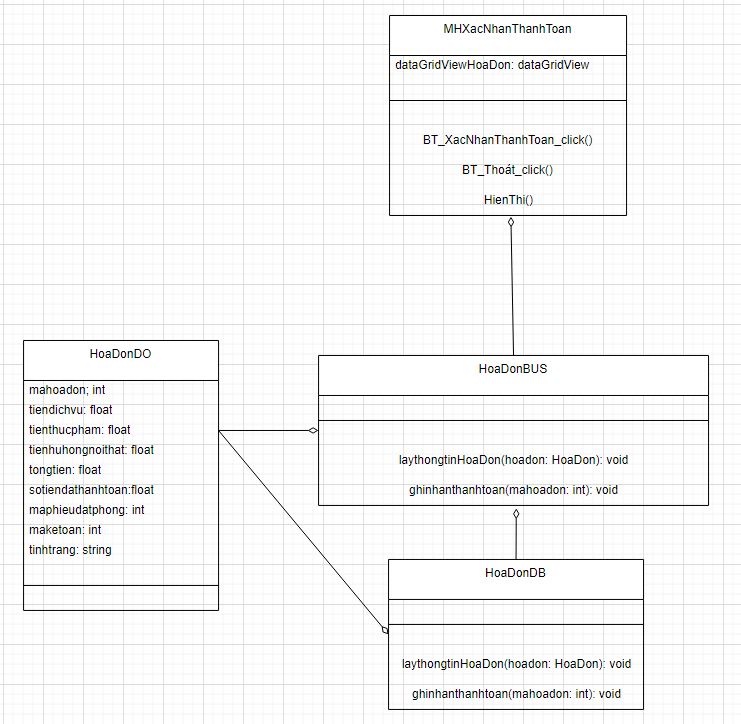 MHXacNhanThanhToan
dataGridViewHoaDon: dataGridView
BT_XacNhanThanhToan_click()
BT_Thoát_click()
HienThi()
HoaDonDO
mahoadon; int
tiendichvu: float
tienthucpham: float
tienhuhongnoithat: float
tongtien: float
sotiendathanhtoan:float
maphieudatphong: int
maketoan: int
tinhtrang: string
HoaDonBUS
laythongtinHoaDon(hoadon: HoaDon): void
ghinhanthanhtoan(mahoadon: int): void
HoaDonDB
laythongtinHoaDon(hoadon: HoaDon): void
ghinhanthanhtoan(mahoadon: int): void